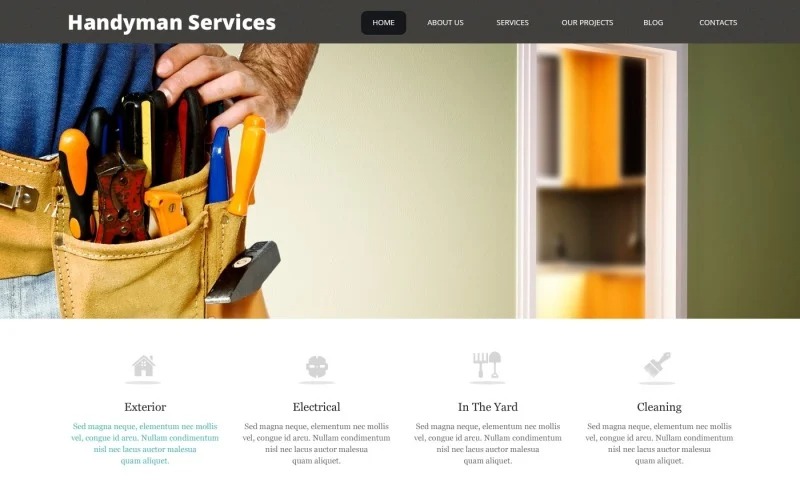 Handyman Services
HOME ABOUT US SERVICES OUR PROJECTS BLOG CONTACTS
Exterior
Sed magna neque, elementum nec mollis
vel, congue id arcu. Nullam condimentum
nisl nec lacus auctor malesua
quam aliquet.
Electrical
Sed magna neque, elementum nec mollis
vel, congue id arcu. Nullam condimentum
nisl nec lacus auctor malesua
quam aliquet.
In The Yard
Sed magna neque, elementum nec mollis
vel, congue id arcu. Nullam condimentum
nisl nec lacus auctor malesua
quam aliquet.
Cleaning
Sed magna neque, elementum nec mollis
vel, congue id arcu. Nullam condimentum
nisl nec lacus auctor malesua
quam aliquet.